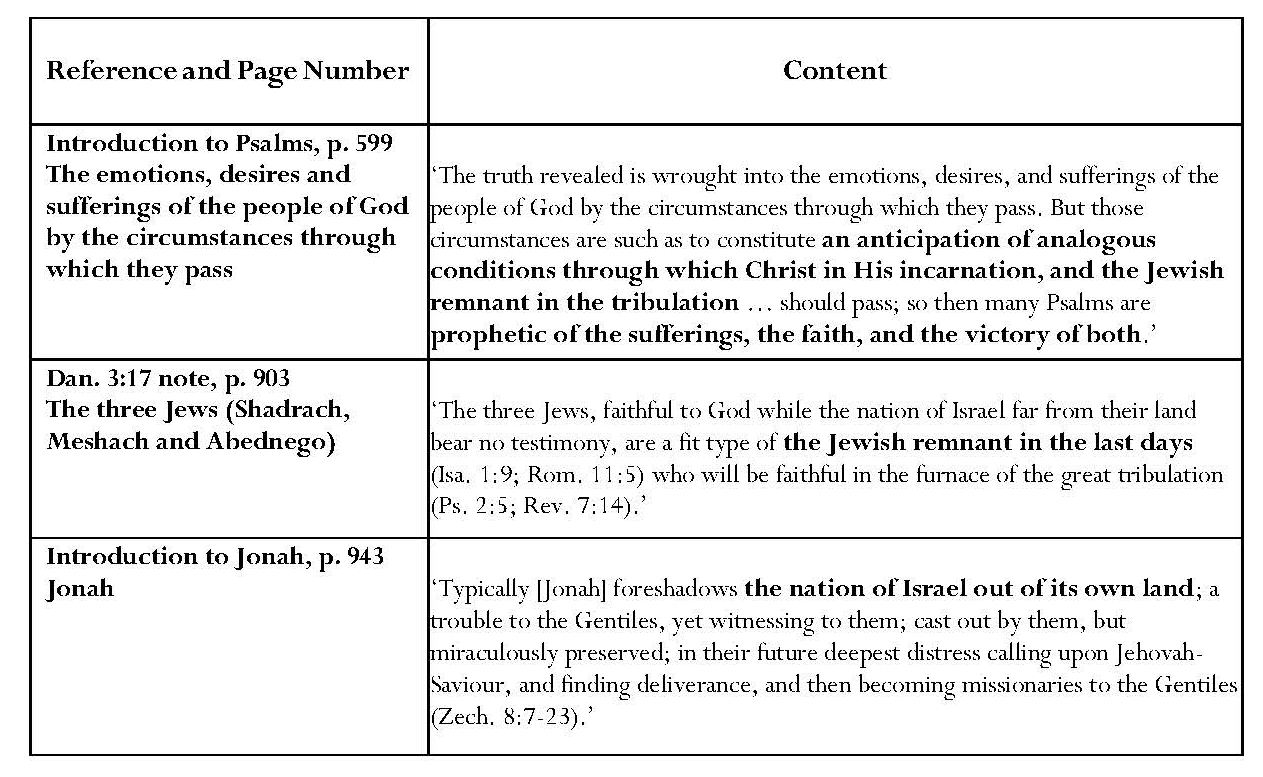 Reference and Page Number
Content
Introduction to Psalms, p. 599
The emotions, desires and
sufferings of the people of God
by the circumstances through
which they pass
‘The truth revealed is wrought into the emotions, desires, and sufferings of the
people of God by the circumstances through which they pass. But those
circumstances are such as to constitute an anticipation of analogous
conditions through which Christ in His incarnation, and the Jewish
remnant in the tribulation … should pass; so then many Psalms are
prophetic of the sufferings, the faith, and the victory of both.’
Dan. 3:17 note, p. 903
The three Jews (Shadrach,
Meshach and Abednego)
‘The three Jews, faithful to God while the nation of Israel far from their land
bear no testimony, are a fit type of the Jewish remnant in the last days
(Isa. 1:9; Rom. 11:5) who will be faithful in the furnace of the great tribulation
(Ps. 2:5; Rev. 7:14).’
Introduction to Jonah, p. 943
Jonah
‘Typically [Jonah] foreshadows the nation of Israel out of its own land; a
trouble to the Gentiles, yet witnessing to them; cast out by them, but
miraculously preserved; in their future deepest distress calling upon Jehovah-
Saviour, and finding deliverance, and then becoming missionaries to the Gentiles
(Zech. 8:7-23).’